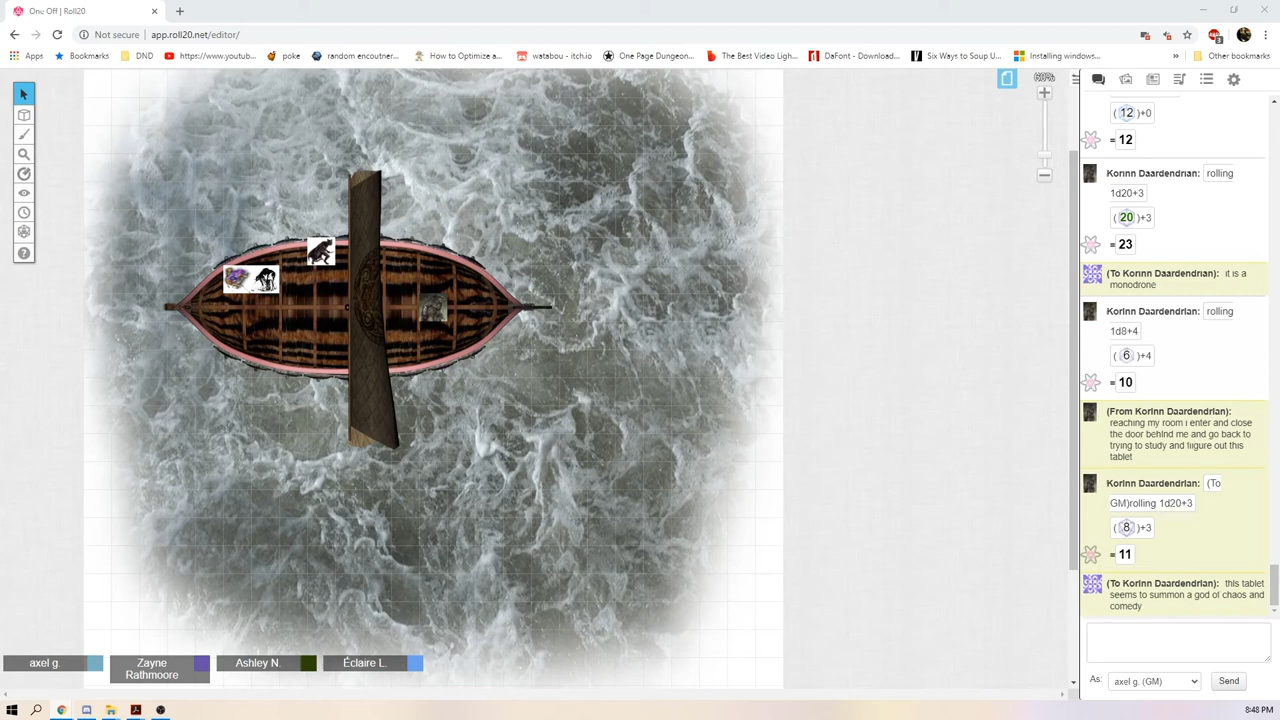 One Off | Roll20
Not secure | app.roll20.net/editor/
Apps
Bookmarks
DND
https://www.youtub...
poke
random encoutner...
How to Optimize a...
watabou - itch.io
One Page Dungeon...
The Best Video Ligh...
DaFont - Download...
Six Ways to Soup U...
Installing windows...
»
Other bookmarks
68%
(12)+0
= 12
Korinn Daardendrian: rolling
1d20+3
(20)+3
= 23
(To Korinn Daardendrian): it is a
monodrone
Korinn Daardendrian: rolling
1d8+4
(6)+4
= 10
(From Korinn Daardendrian):
reaching my room i enter and close
the door behind me and go back to
trying to study and fiigure out this
tablet
Korinn Daardendrian: (To
GM)rolling 1d20+3
(8)+3
= 11
(To Korinn Daardendrian): this tablet
seems to summon a god of chaos and
comedy
axel g.
Zayne
Rathmoore
Ashley N.
Éclaire L.
As: axel g. (GM)
Send
8:48 PM